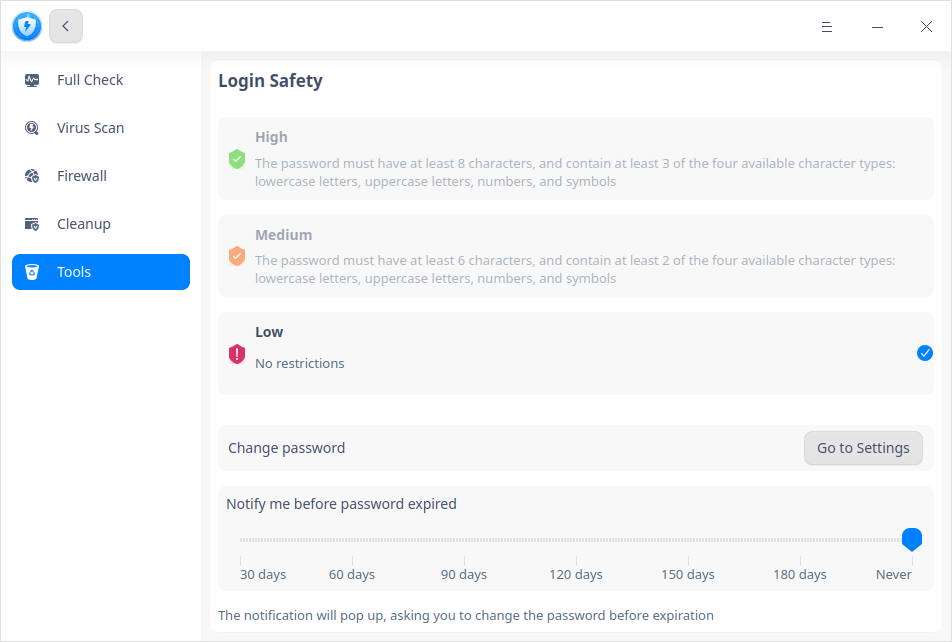 Full Check
Virus Scan
Firewall
Cleanup
Tools
Login Safety
High
The password must have at least 8 characters, and contain at least 3 of the four available character types:
lowercase letters, uppercase letters, numbers, and symbols
Medium
The password must have at least 6 characters, and contain at least 2 of the four available character types:
lowercase letters, uppercase letters, numbers, and symbols
Low
No restrictions
Change password
Go to Settings
Notify me before password expired
30 days 60 days 90 days 120 days 150 days 180 days Never
The notification will pop up, asking you to change the password before expiration